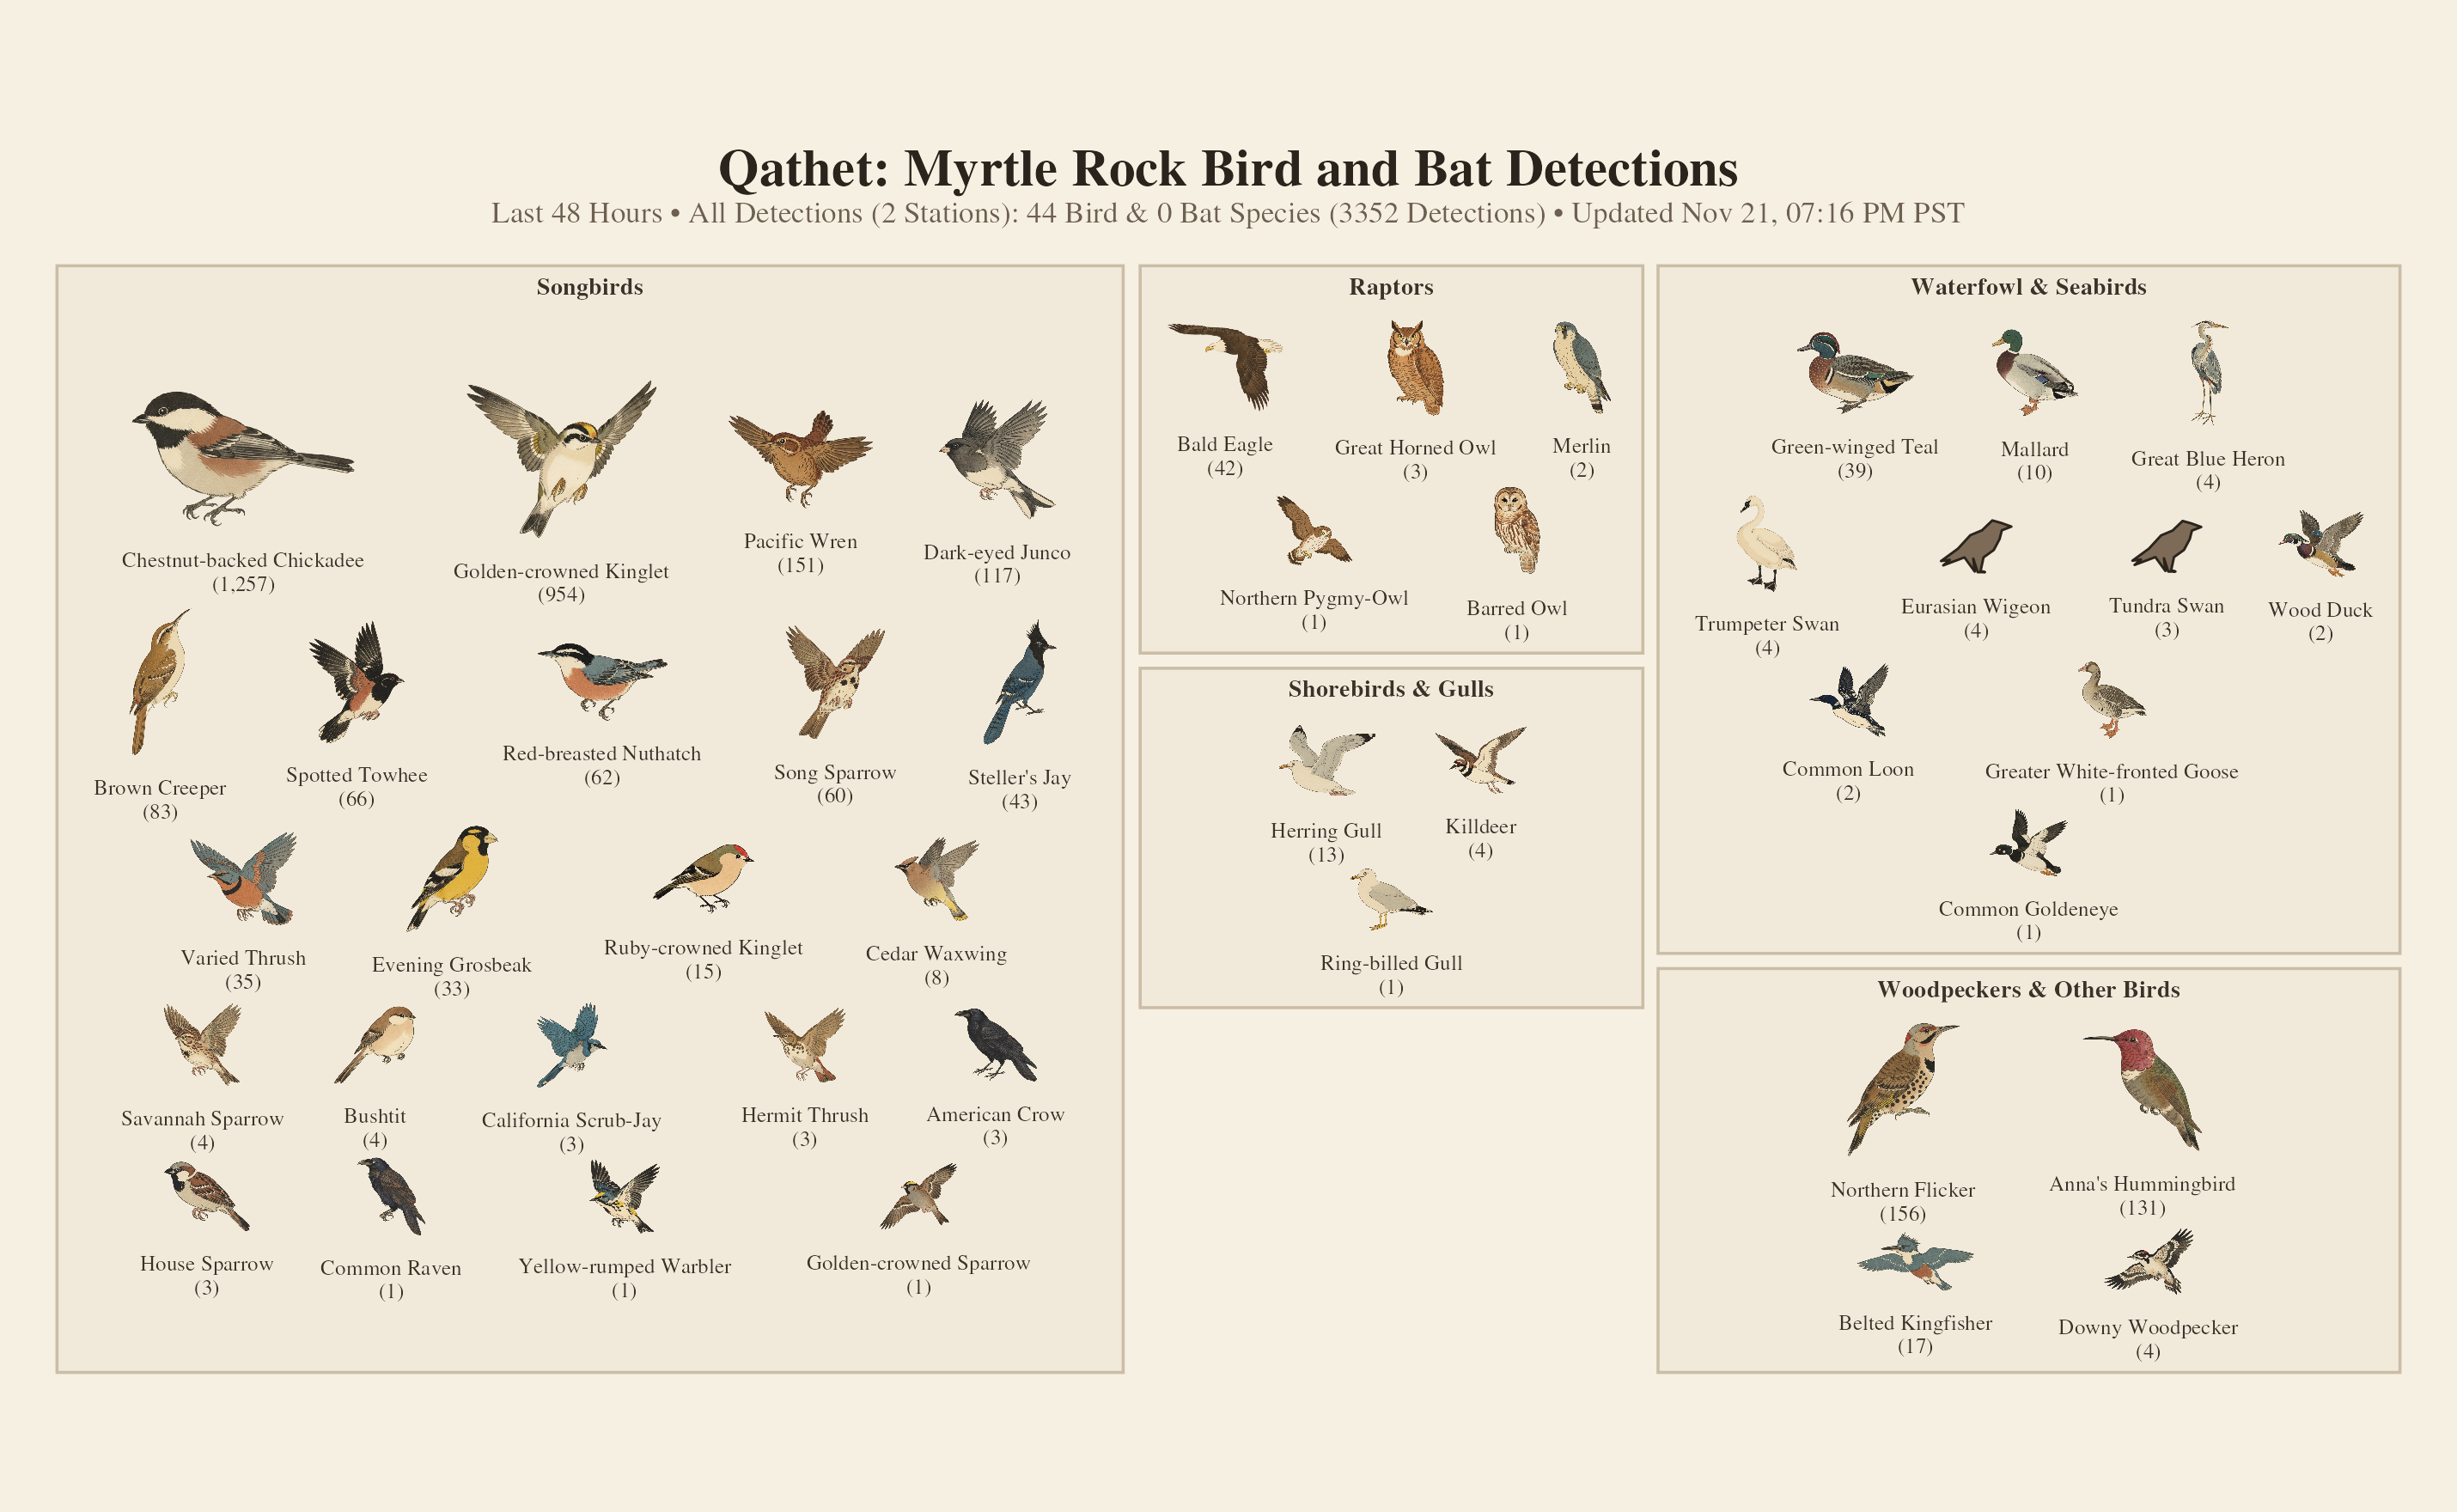 Qathet: Myrtle Rock Bird and Bat Detections
Last 48 Hours • All Detections (2 Stations): 44 Bird & 0 Bat Species (3352 Detections) • Updated Nov 21, 07:16 PM PST
Songbirds
Chestnut-backed Chickadee
(1,257)
Golden-crowned Kinglet
(954)
Pacific Wren
(151)
Dark-eyed Junco
(117)
Brown Creeper
(83)
Spotted Towhee
(66)
Red-breasted Nuthatch
(62)
Song Sparrow
(60)
Steller's Jay
(43)
Varied Thrush
(35)
Evening Grosbeak
(33)
Ruby-crowned Kinglet
(15)
Cedar Waxwing
(8)
Savannah Sparrow
(4)
Bushtit
(4)
California Scrub-Jay
(3)
Hermit Thrush
(3)
American Crow
(3)
House Sparrow
(3)
Common Raven
(1)
Yellow-rumped Warbler
(1)
Golden-crowned Sparrow
(1)
Raptors
Bald Eagle
(42)
Great Horned Owl
(3)
Merlin
(2)
Northern Pygmy-Owl
(1)
Barred Owl
(1)
Shorebirds & Gulls
Herring Gull
(13)
Killdeer
(4)
Ring-billed Gull
(1)
Waterfowl & Seabirds
Green-winged Teal
(39)
Mallard
(10)
Great Blue Heron
(4)
Trumpeter Swan
(4)
Eurasian Wigeon
(4)
Tundra Swan
(3)
Wood Duck
(2)
Common Loon
(2)
Greater White-fronted Goose
(1)
Common Goldeneye
(1)
Woodpeckers & Other Birds
Northern Flicker
(156)
Anna's Hummingbird
(131)
Belted Kingfisher
(17)
Downy Woodpecker
(4)